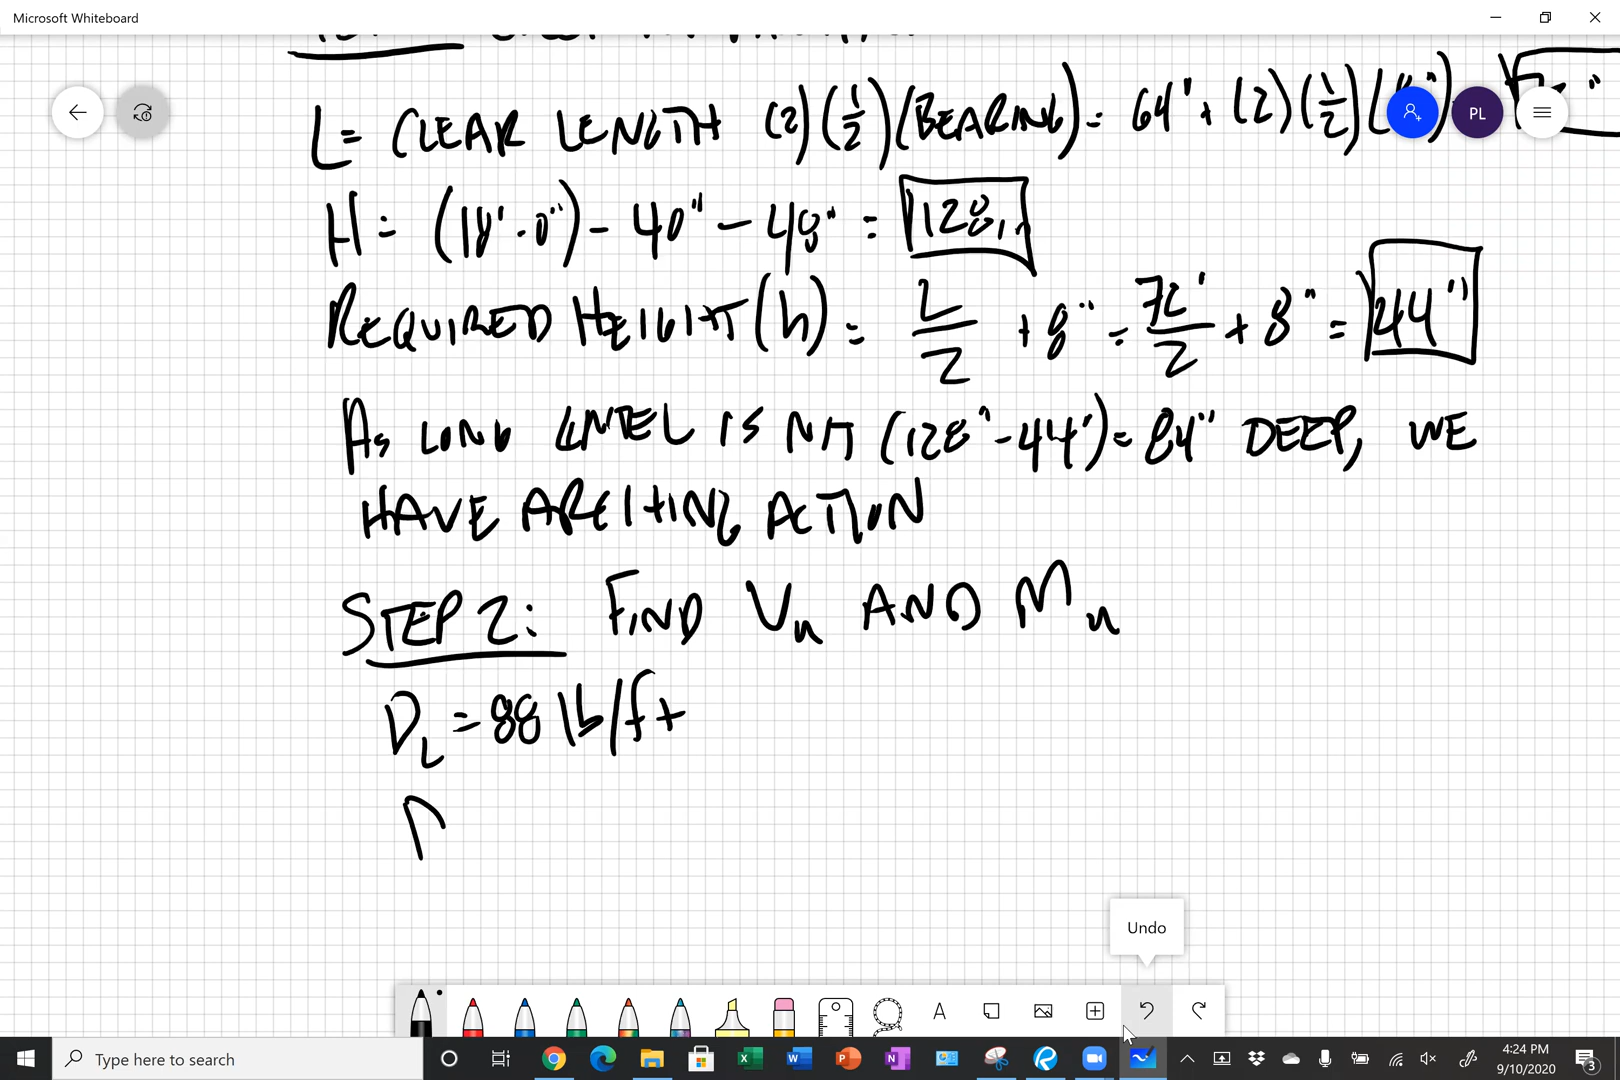 Microsoft Whiteboard
L = CLEAR LENGTH (2)(1/2)(BEARING) = 64" + (2)(1/2)(
PL
H = (18'-0") - 40" - 48" = 128in
REQUIRED HEIGHT (h) = L/2 + 8" = 72"/2 + 8" = 44"
AS LONG LINTEL IS NOT (128" - 44") = 84" DEEP, WE
HAVE ARCHING ACTION
STEP 2: FIND Vu AND Mu
DL = 88 lb/ft
Undo
A
Type here to search
4:24 PM
9/10/2020
3